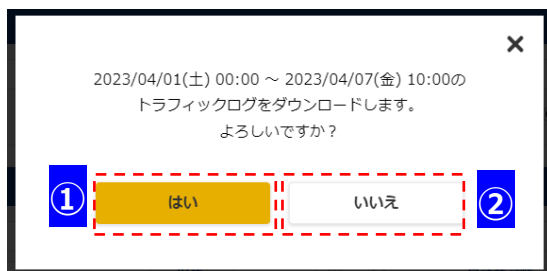 2023/04/01(土) 00:00 ～ 2023/04/07(金) 10:00の
トラフィックログをダウンロードします。
よろしいですか？
① はい いいえ ②